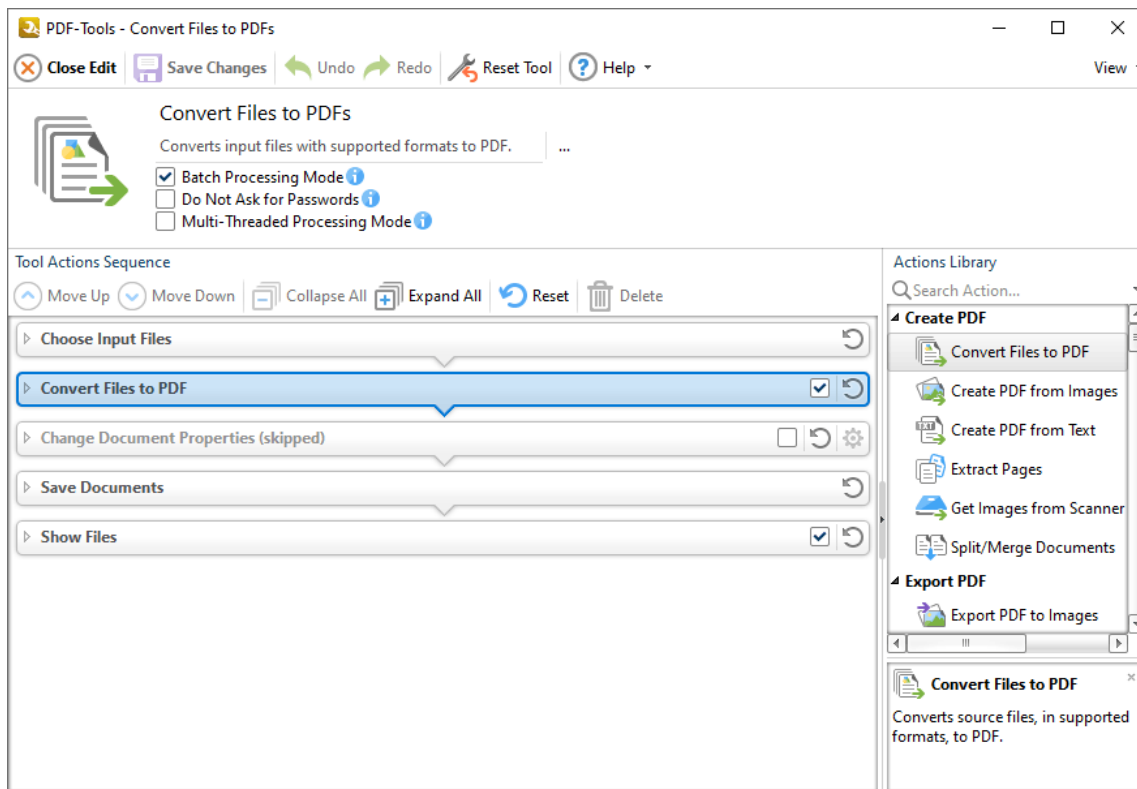 PDF-Tools - Convert Files to PDFs
Close Edit Save Changes Undo Redo Reset Tool Help View
Convert Files to PDFs
Converts input files with supported formats to PDF. ...
Batch Processing Mode
Do Not Ask for Passwords
Multi-Threaded Processing Mode
Tool Actions Sequence
Move Up Move Down Collapse All Expand All Reset Delete
Choose Input Files
Convert Files to PDF
Change Document Properties (skipped)
Save Documents
Show Files
Actions Library
Search Action...
Create PDF
Convert Files to PDF
Create PDF from Images
TXT Create PDF from Text
Extract Pages
Get Images from Scanner
Split/Merge Documents
Export PDF
Export PDF to Images
Convert Files to PDF
Converts source files, in supported
formats, to PDF.